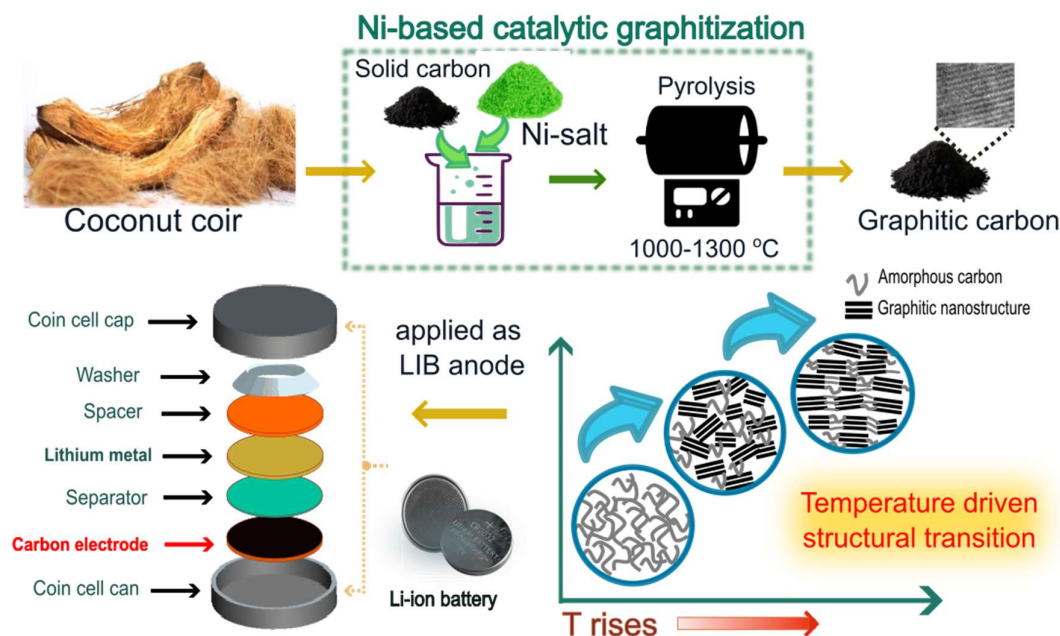 Ni-based catalytic graphitization
Solid carbon
Ni-salt
Pyrolysis
1000-1300 °C
Coconut coir
Graphitic carbon
Coin cell cap
Washer
Spacer
Lithium metal
Separator
Carbon electrode
Coin cell can
applied as
LIB anode
Li-ion battery
Amorphous carbon
Graphitic nanostructure
Temperature driven
structural transition
T rises